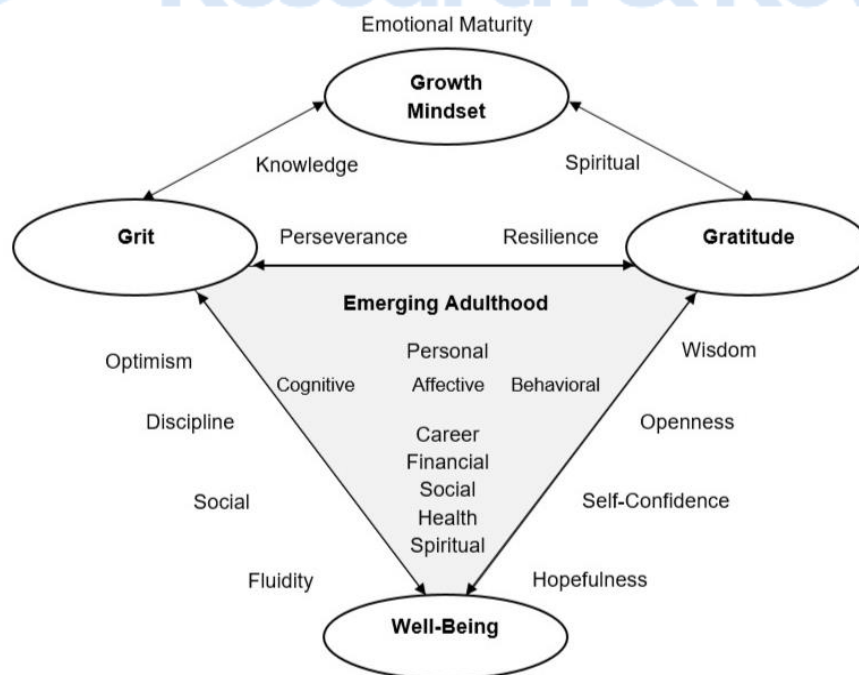 Emotional Maturity
Growth
Mindset
Knowledge
Spiritual
Grit
Perseverance
Resilience
Gratitude
Emerging Adulthood
Optimism
Personal
Wisdom
Cognitive
Affective
Behavioral
Discipline
Career
Openness
Financial
Social
Social
Self-Confidence
Health
Spiritual
Fluidity
Hopefulness
Well-Being